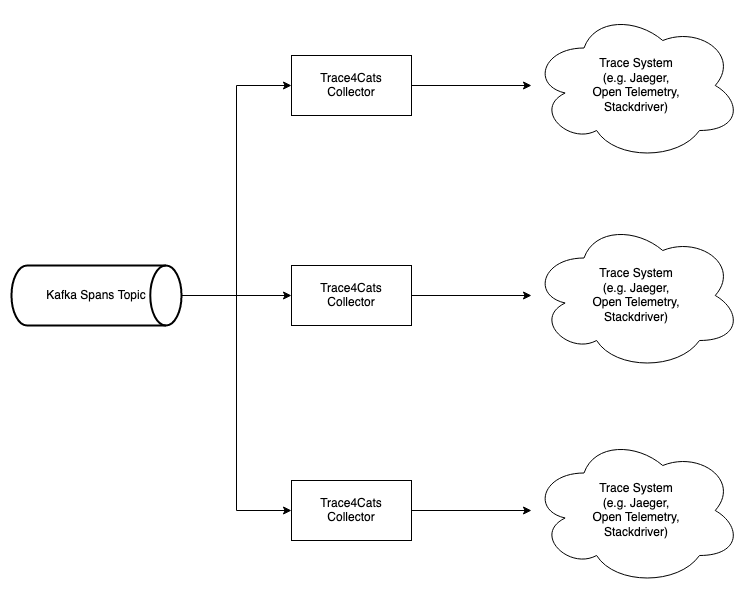 Trace4Cats
Collector
Trace System
(e.g. Jaeger,
Open Telemetry,
Stackdriver)
Kafka Spans Topic
Trace4Cats
Collector
Trace System
(e.g. Jaeger,
Open Telemetry,
Stackdriver)
Trace4Cats
Collector
Trace System
(e.g. Jaeger,
Open Telemetry,
Stackdriver)